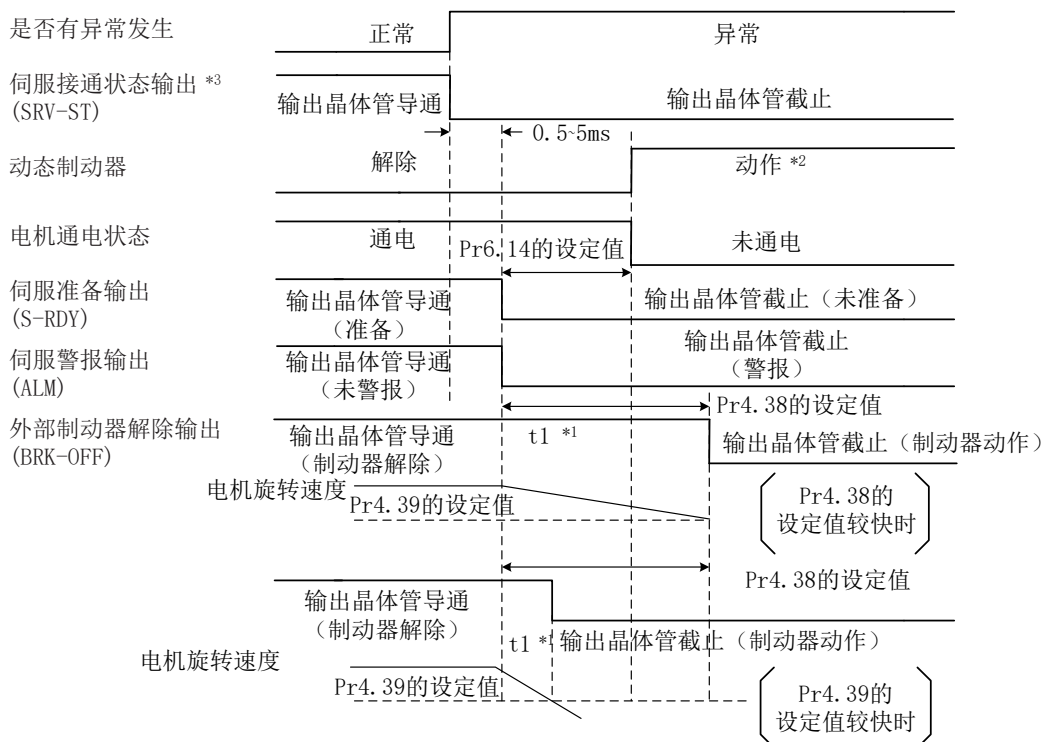 是否有异常发生
正常
异常
伺服接通状态输出 *3
(SRV-ST)
输出晶体管导通
输出晶体管截止
0.5~5ms
动态制动器
解除
动作 *2
电机通电状态
通电
Pr6.14的设定值
未通电
伺服准备输出
(S-RDY)
输出晶体管导通
(准备)
输出晶体管截止(未准备)
伺服警报输出
(ALM)
输出晶体管导通
(未警报)
输出晶体管截止
(警报)
Pr4.38的设定值
外部制动器解除输出
(BRK-OFF)
输出晶体管导通
(制动器解除)
t1 *1
输出晶体管截止(制动器动作)
电机旋转速度
Pr4.39的设定值
Pr4.38的
设定值较快时
Pr4.38的设定值
输出晶体管导通
(制动器解除)
t1 *1
输出晶体管截止(制动器动作)
电机旋转速度
Pr4.39的设定值
Pr4.39的
设定值较快时